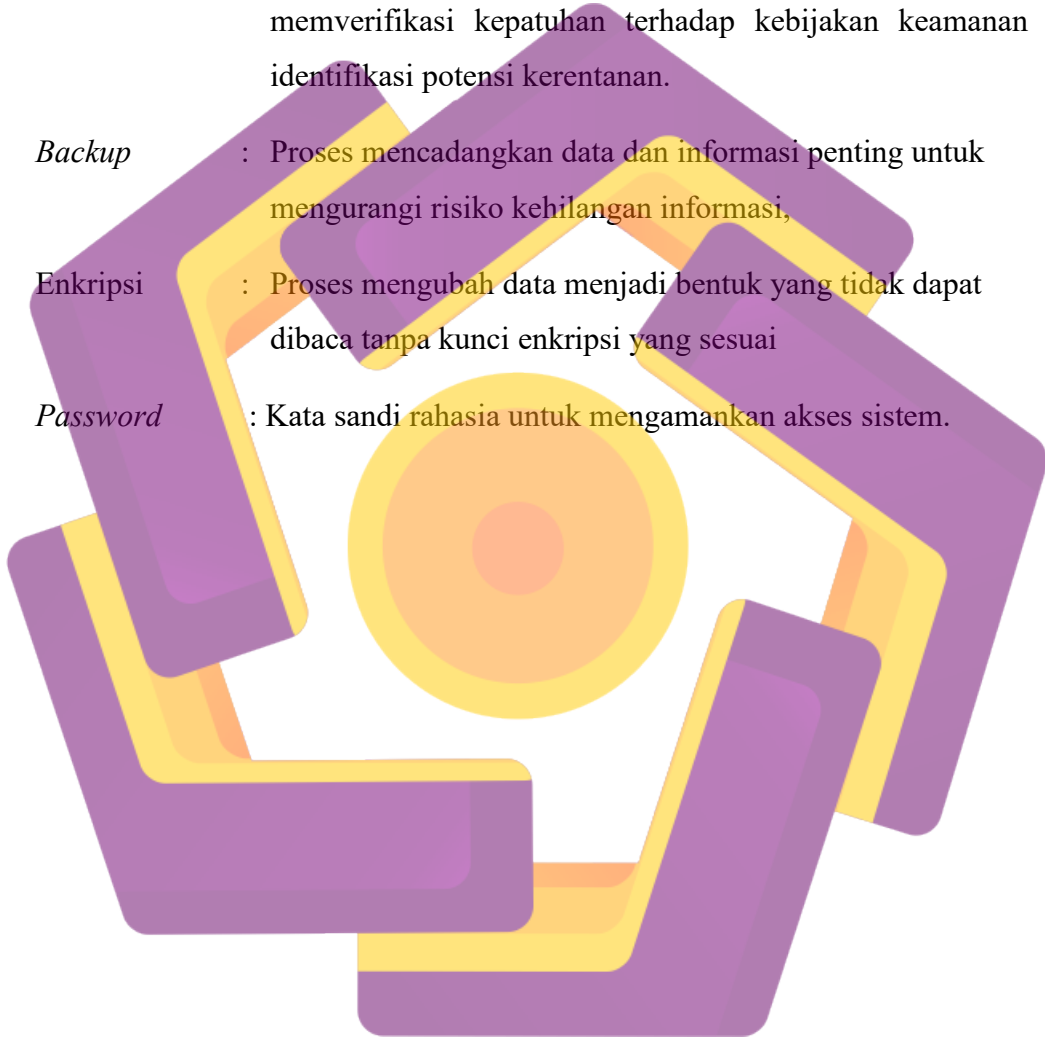 memverifikasi kepatuhan terhadap kebijakan keamanan
identifikasi potensi kerentanan.
Backup : Proses mencadangkan data dan informasi penting untuk
mengurangi risiko kehilangan informasi,
Enkripsi : Proses mengubah data menjadi bentuk yang tidak dapat
dibaca tanpa kunci enkripsi yang sesuai
Password : Kata sandi rahasia untuk mengamankan akses sistem.